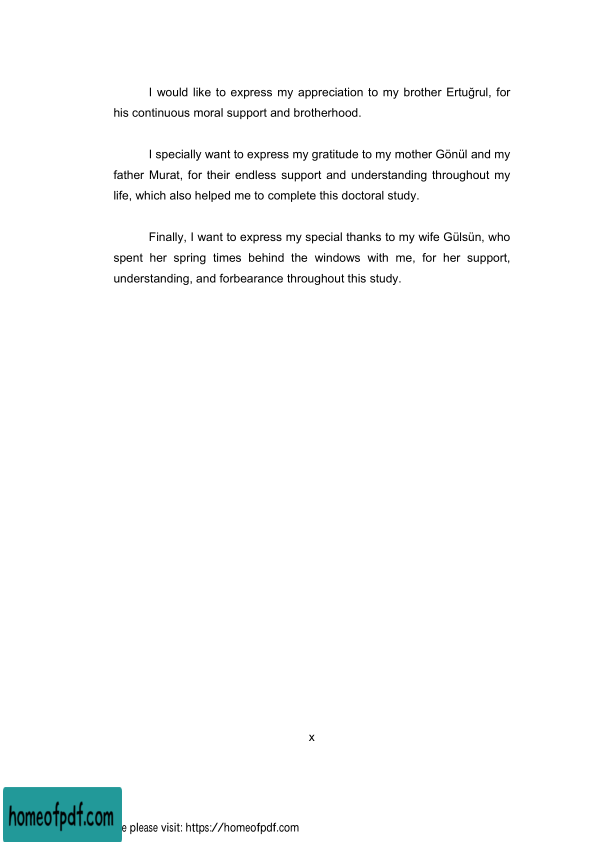 I would like to express my appreciation to my brother Ertuğrul, for
his continuous moral support and brotherhood.
I specially want to express my gratitude to my mother Gönül and my
father Murat, for their endless support and understanding throughout my
life, which also helped me to complete this doctoral study.
Finally, I want to express my special thanks to my wife Gülsün, who
spent her spring times behind the windows with me, for her support,
understanding, and forbearance throughout this study.
x
homeofpdf.com
please visit: https://homeofpdf.com